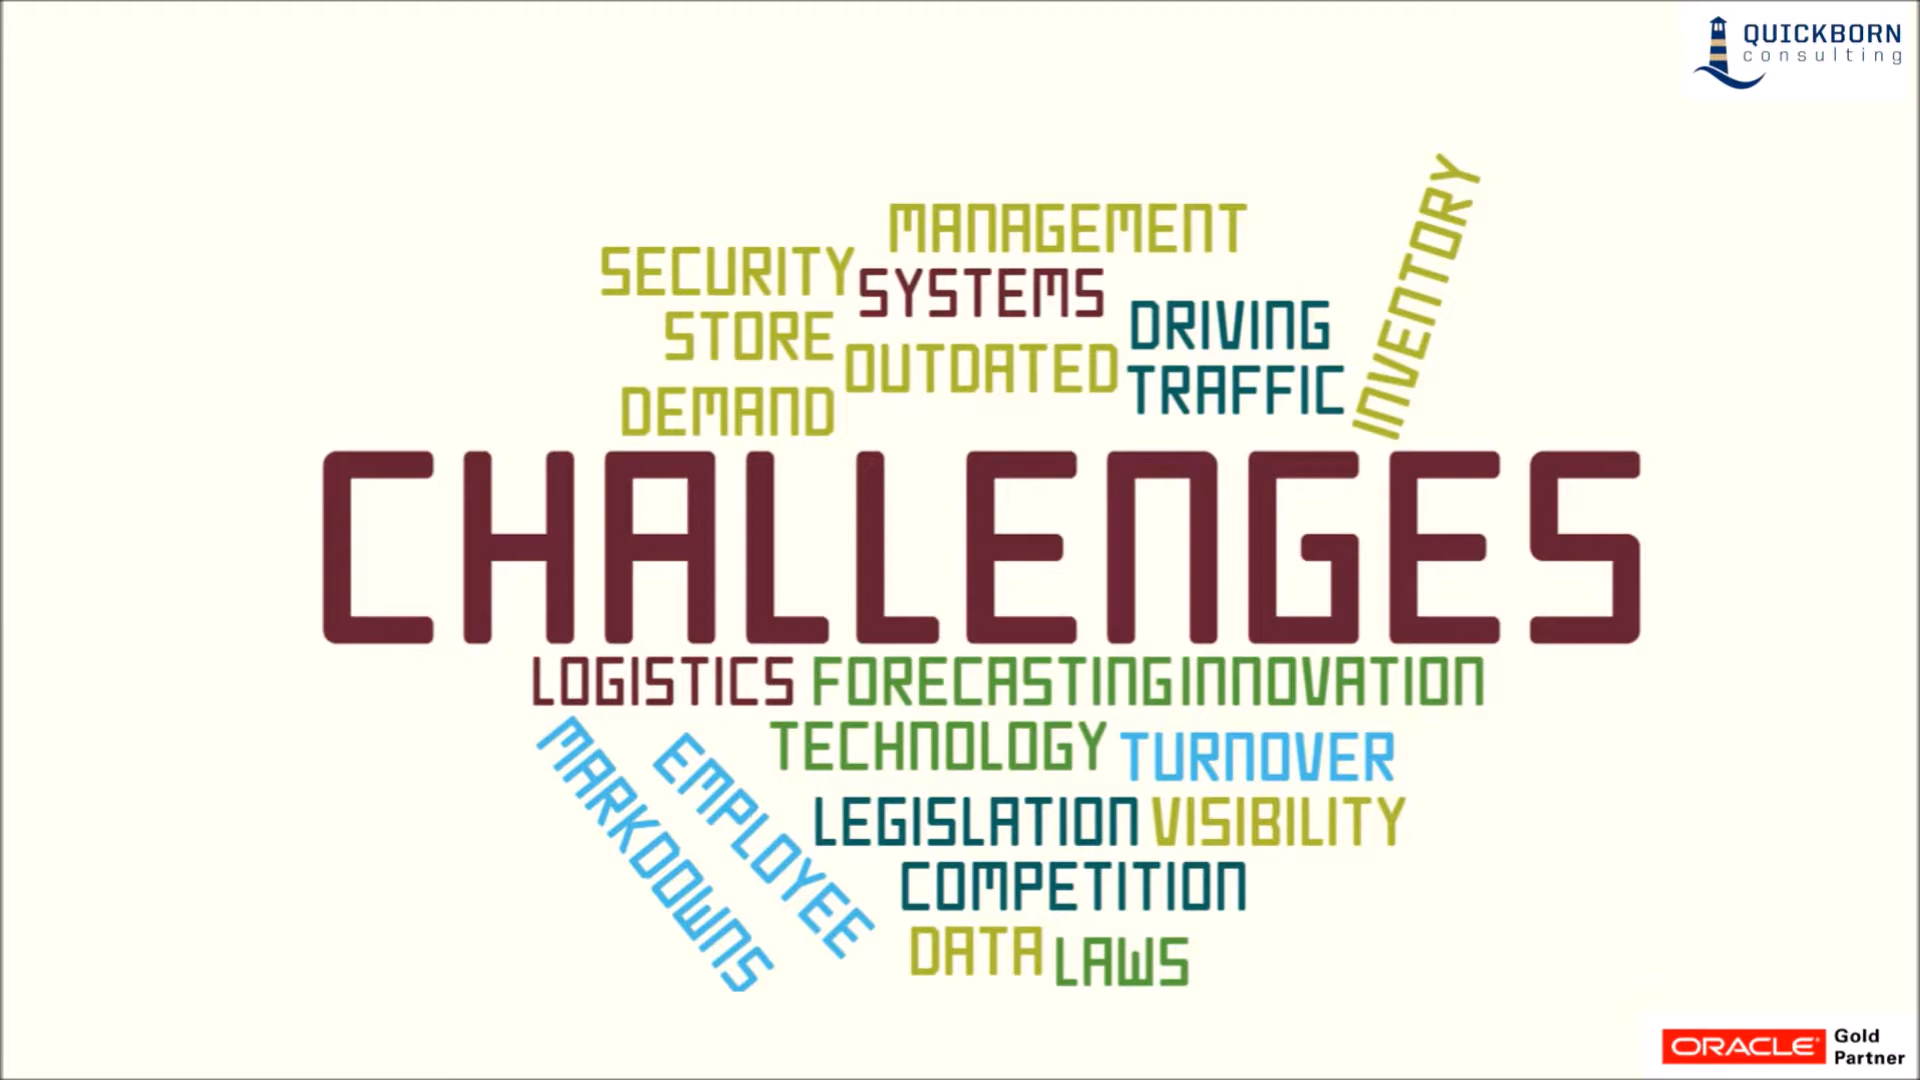 QUICKBORN
consulting
INVENTORY
MANAGEMENT
SECURITY
SYSTEMS
DRIVING
STORE
OUTDATED
TRAFFIC
DEMAND
CHALLENGES
LOGISTICS FORECASTING INNOVATION
TECHNOLOGY TURNOVER
MARKDOWNS
EMPLOYEE
LEGISLATION VISIBILITY
COMPETITION
DATA LAWS
ORACLE Gold
Partner